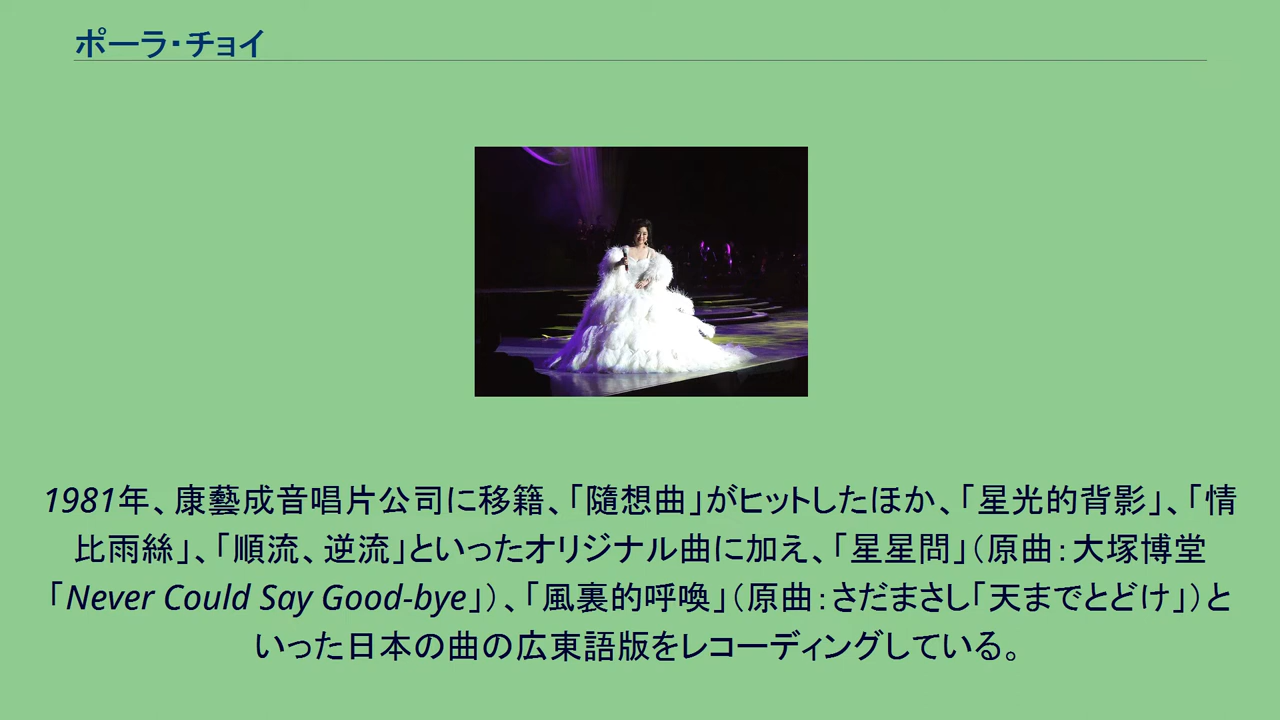 ポーラ・チョイ
1981年、康藝成音唱片公司に移籍、「隨想曲」がヒットしたほか、「星光的背影」、「情
比雨絲」、「順流、逆流」といったオリジナル曲に加え、「星星問」（原曲：大塚博堂
「Never Could Say Good-bye」）、「風裏的呼喚」（原曲：さだまさし「天までとどけ」）と
いった日本の曲の広東語版をレコーディングしている。